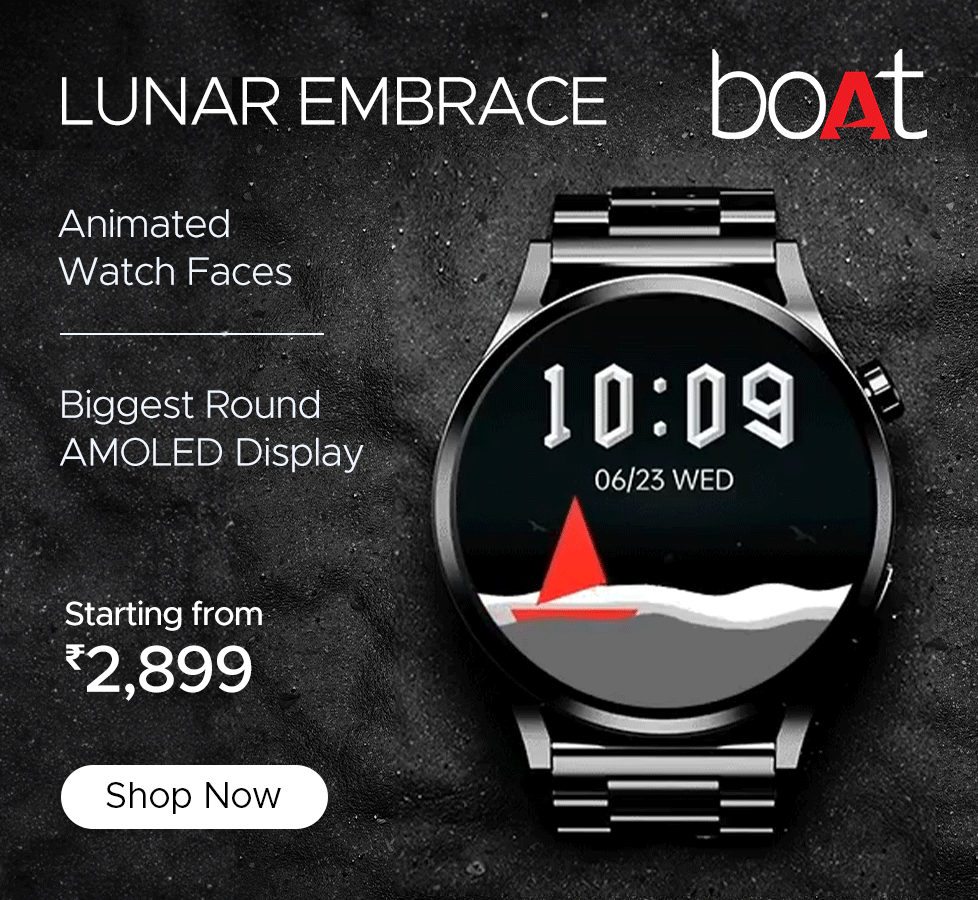 LUNAR EMBRACE
boAt
Animated
Watch Faces
Biggest Round
AMOLED Display
10:09
06/23 WED
Starting from
₹2,899
Shop Now